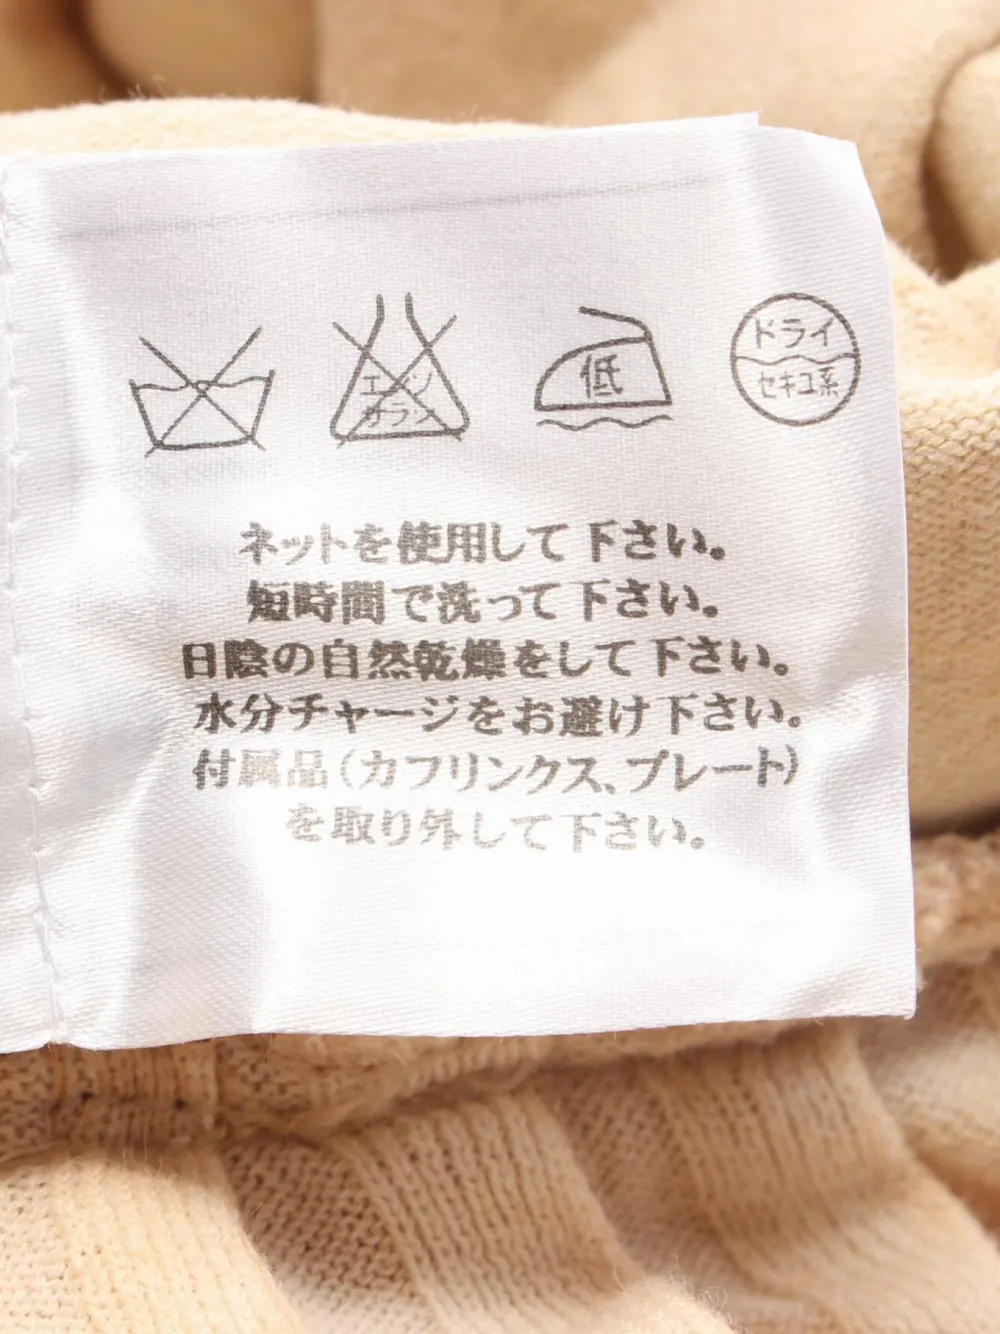 エンソ
サラシ
低
ドライ
セキユ系
ネットを使用して下さい。
短時間で洗って下さい。
日陰の自然乾燥をして下さい。
水分チャージをお避け下さい。
付属品（カフリンクス、プレート）
を取り外して下さい。